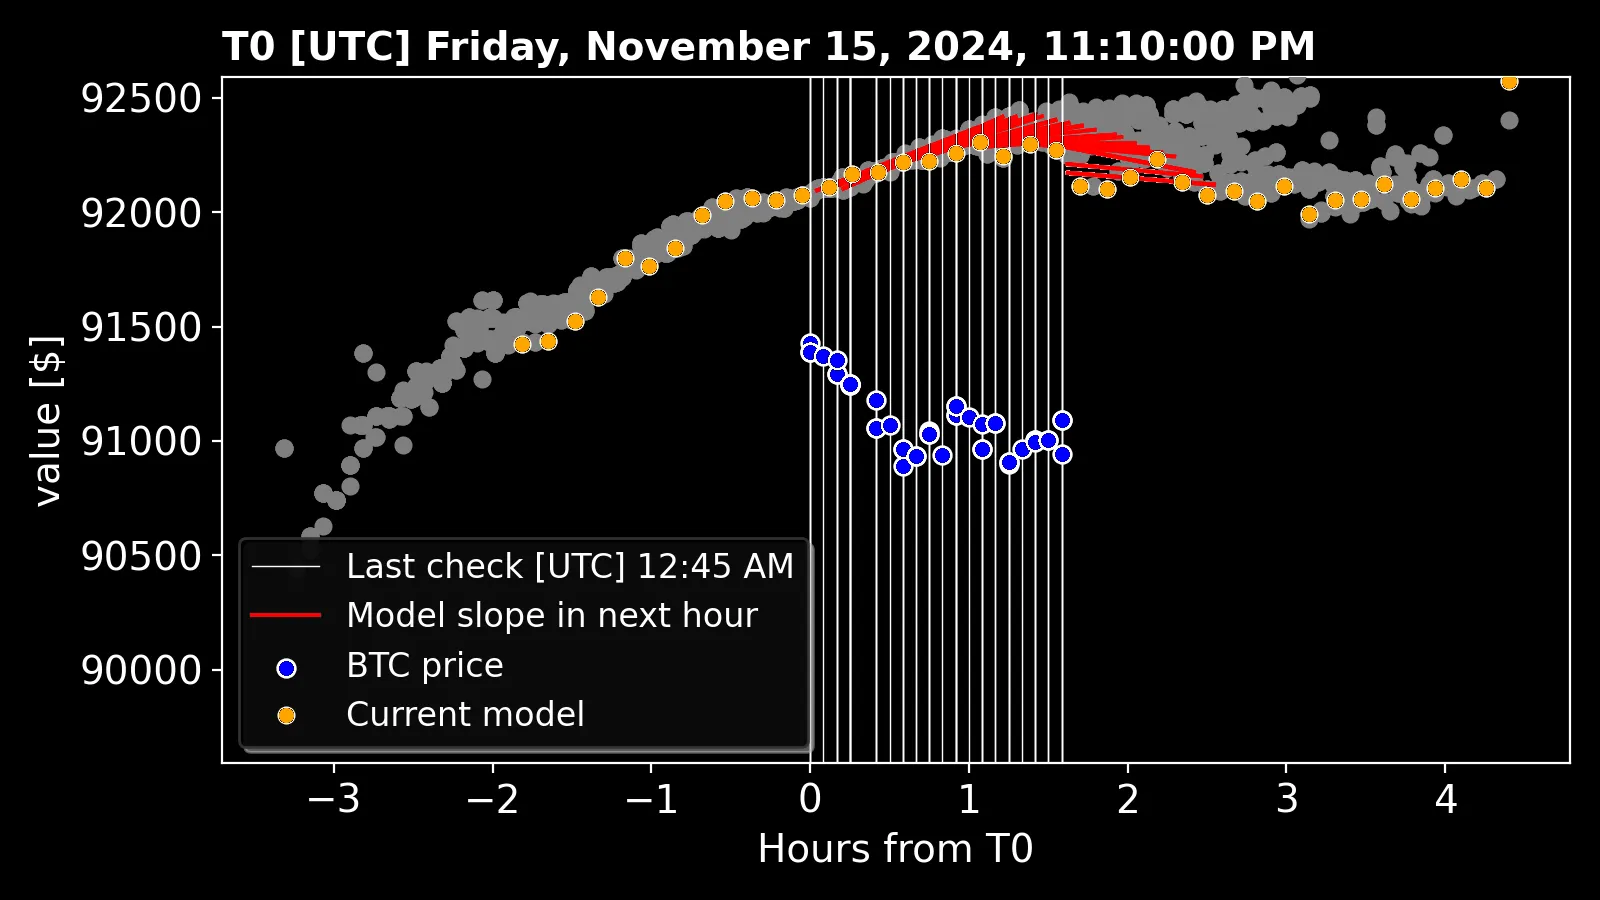 T0 [UTC] Friday, November 15, 2024, 11:10:00 PM
92500
92000
91500
91000
90500
90000
value [$]
Last check [UTC] 12:45 AM
Model slope in next hour
BTC price
Current model
−3 −2 −1 0 1 2 3 4
Hours from T0